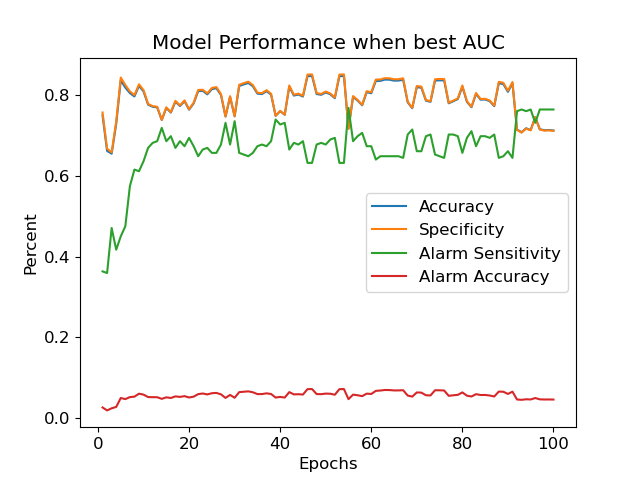 Model Performance when best AUC
Percent
0.8
0.6
0.4
0.2
0.0
Accuracy
Specificity
Alarm Sensitivity
Alarm Accuracy
0 20 40 60 80 100
Epochs